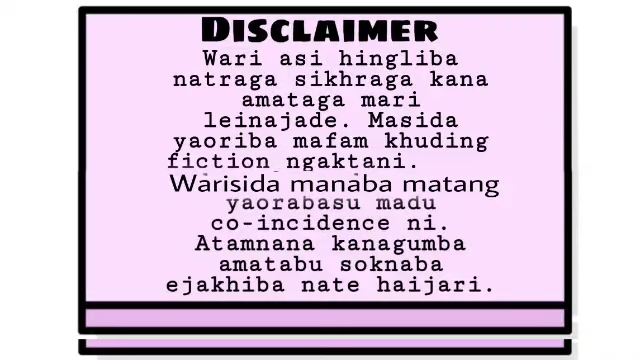 DISCLAIMER
Wari asi hingliba
natraga sikhraga kana
amataga mari
leinajade. Masida
yaoriba mafam khuding
fiction ngaktani.
Warisida manaba matang
yaorabasu madu
co-incidence ni.
Atamnana kanagumba
amatabu soknaba
ejakhiba nate haijari.